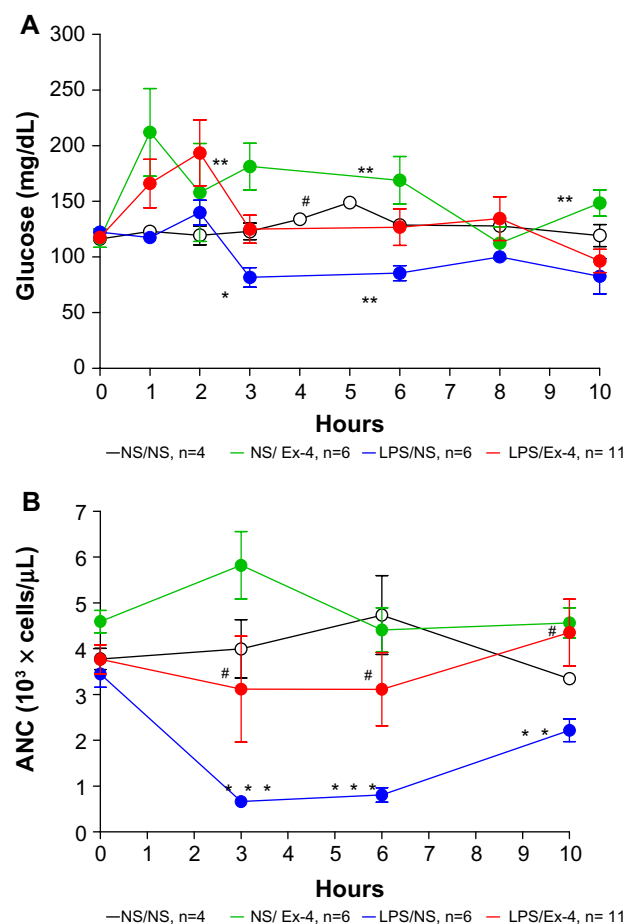 A
300
250
200
150
100
50
0
Glucose (mg/dL)
**
#
**
**
*
**
0 1 2 3 4 5 6 7 8 9 10
Hours
NS/NS, n=4 NS/ Ex-4, n=6 LPS/NS, n=6 LPS/Ex-4, n= 11
B
7
6
5
4
3
2
1
0
ANC (10³ × cells/µL)
#
#
#
* * *
* * *
* *
0 1 2 3 4 5 6 7 8 9 10
Hours
NS/NS, n=4 NS/ Ex-4, n=6 LPS/NS, n=6 LPS/Ex-4, n= 11